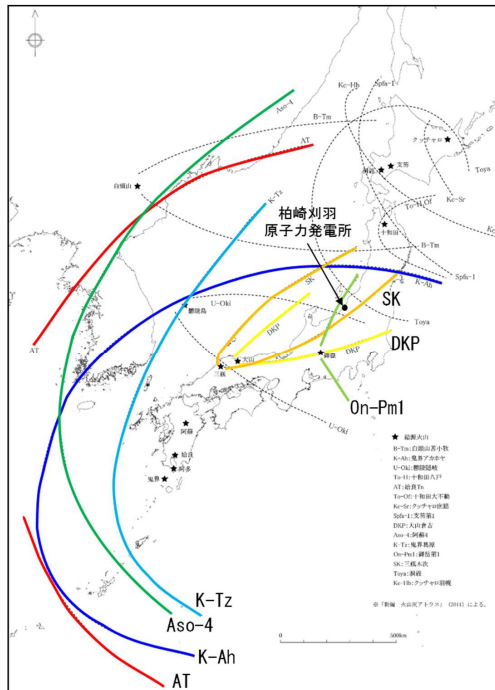 Kc-Hb
Spfa-1
Aso-4
B-Tm
クッチャロ
AT
支笏
洞爺
Toya
白頭山
K-Tz
To-H,Of
Kc-Sr
柏崎刈羽
原子力発電所
十和田
B-Tm
SK
K-Ah
Spfa-1
U-Oki
SK
鬱陵島
Toya
DKP
DKP
AT
大山
御嶽
DKP
三瓶
On-Pm1
U-Oki
阿蘇
姶良
阿多
鬼界
★ 給源火山
B-Tm:白頭山苫小牧
K-Ah:鬼界アカホヤ
U-Oki:鬱陵隠岐
To-H:十和田八戸
AT:姶良Tn
To-Of:十和田大不動
Kc-Sr:クッチャロ庶路
Spfa-1:支笏第1
DKP:大山倉吉
Aso-4:阿蘇4
K-Tz:鬼界葛原
On-Pm1:御岳第1
SK:三瓶木次
Toya:洞爺
Kc-Hb:クッチャロ羽幌
K-Tz
Aso-4
※「新編 火山灰アトラス」(2011)による。
K-Ah
0
500km
AT